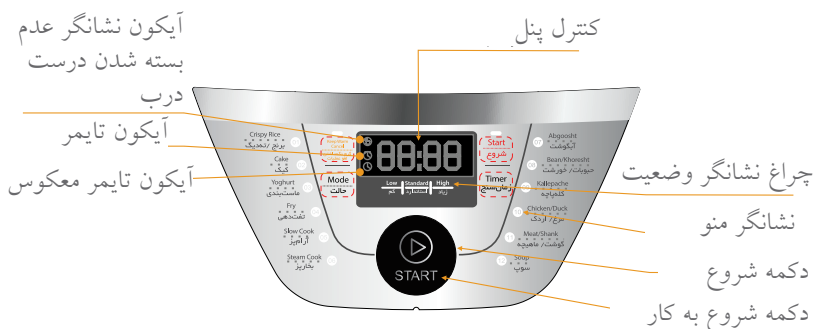 آیکون نشانگر عدم
بسته شدن درست
درب
آیکون تایمر
آیکون تایمر معکوس
کنترل پنل
چراغ نشانگر وضعیت
نشانگر منو
دکمه شروع
دکمه شروع به کار
Crispy Rice
برنج /ته‌دیگ
Cake
کیک
Yoghurt
ماست‌بندی
Fry
تفت‌دهی
Slow Cook
آرام‌پز
Steam Cook
بخارپز
Mode
حالت
88:88
Low Standard High
کم استاندارد زیاد
Start
شروع
Timer
زمان‌سنج
START
Abgoosht
آبگوشت
Bean/Khoresht
حبوبات/ خورشت
Kallepache
کله‌پاچه
Chicken/Duck
مرغ/ اردک
Meat/Shank
گوشت/ ماهیچه
Soup
سوپ